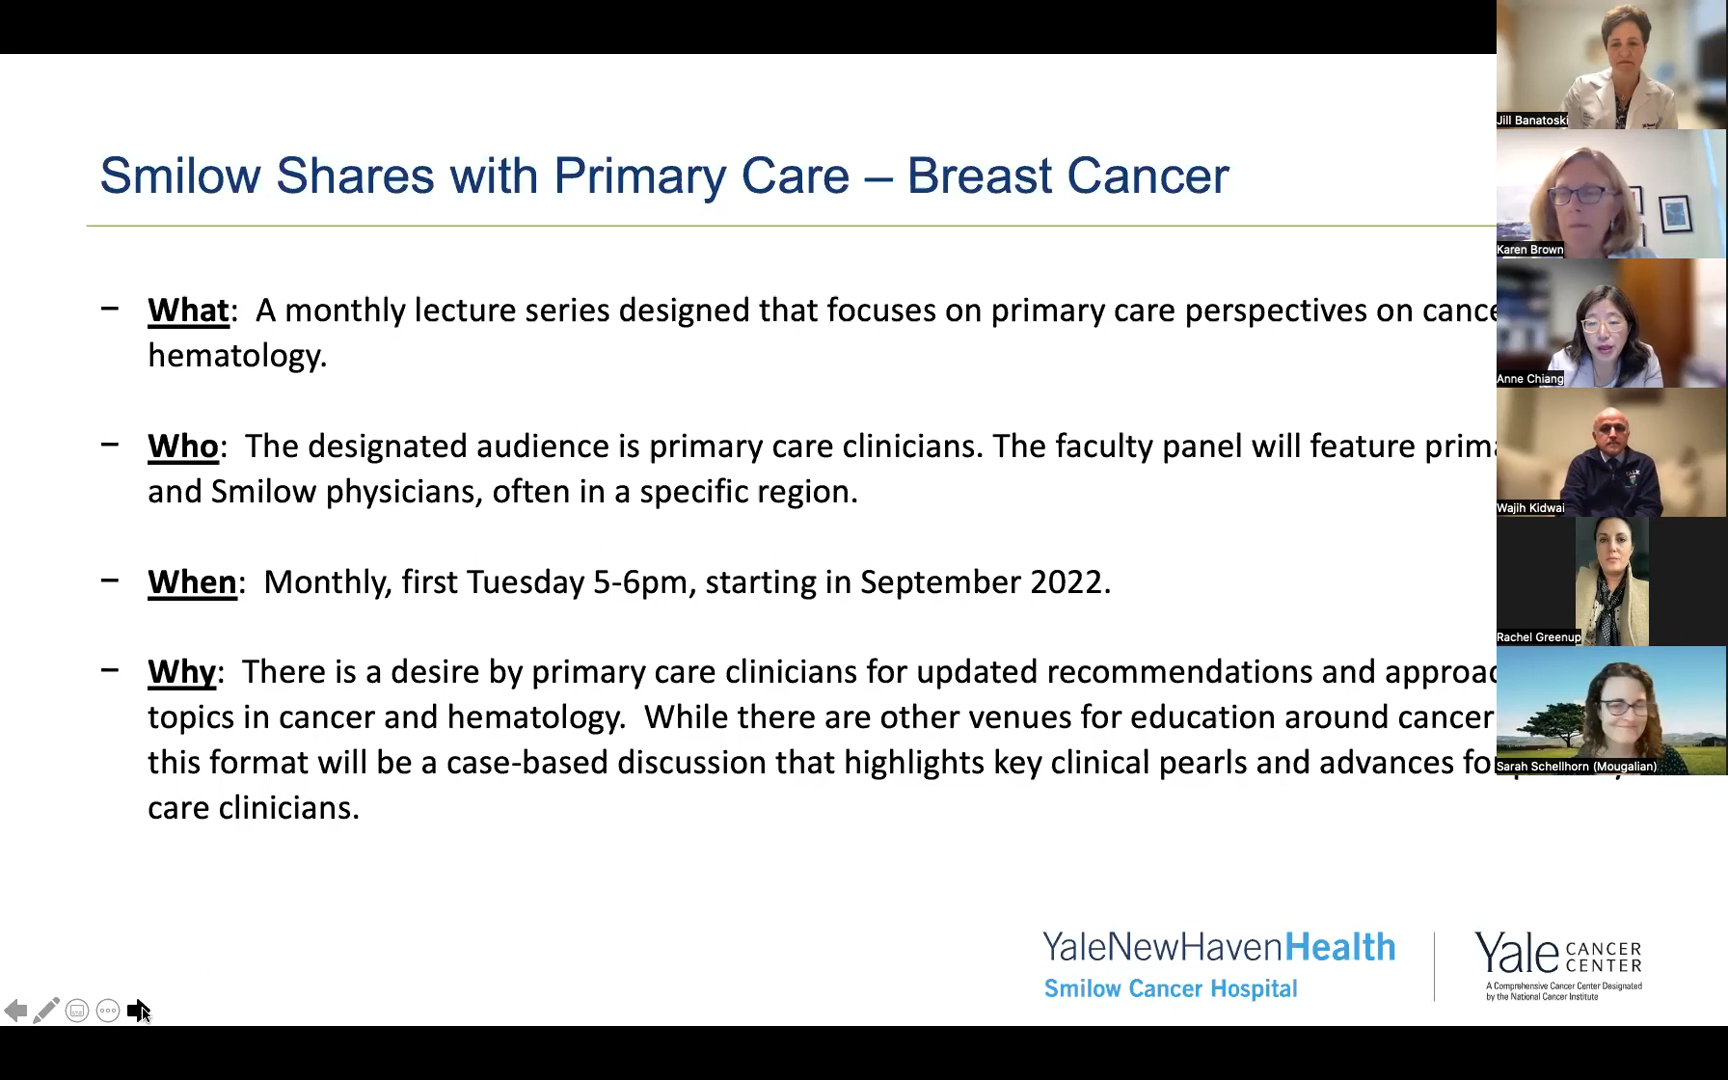 Smilow Shares with Primary Care – Breast Cancer
– What: A monthly lecture series designed that focuses on primary care perspectives on
hematology.
– Who: The designated audience is primary care clinicians. The faculty panel will feature
and Smilow physicians, often in a specific region.
– When: Monthly, first Tuesday 5-6pm, starting in September 2022.
– Why: There is a desire by primary care clinicians for updated recommendations and
topics in cancer and hematology. While there are other venues for education around cancer
this format will be a case-based discussion that highlights key clinical pearls and advances
care clinicians.
YaleNewHavenHealth
Smilow Cancer Hospital
Yale CANCER
CENTER
A Comprehensive Cancer Center Designated
by the National Cancer Institute
Jill Banatoski
Karen Brown
Anne Chiang
Wajih Kidwai
Rachel Greenup
Sarah Schellhorn (Mougalian)